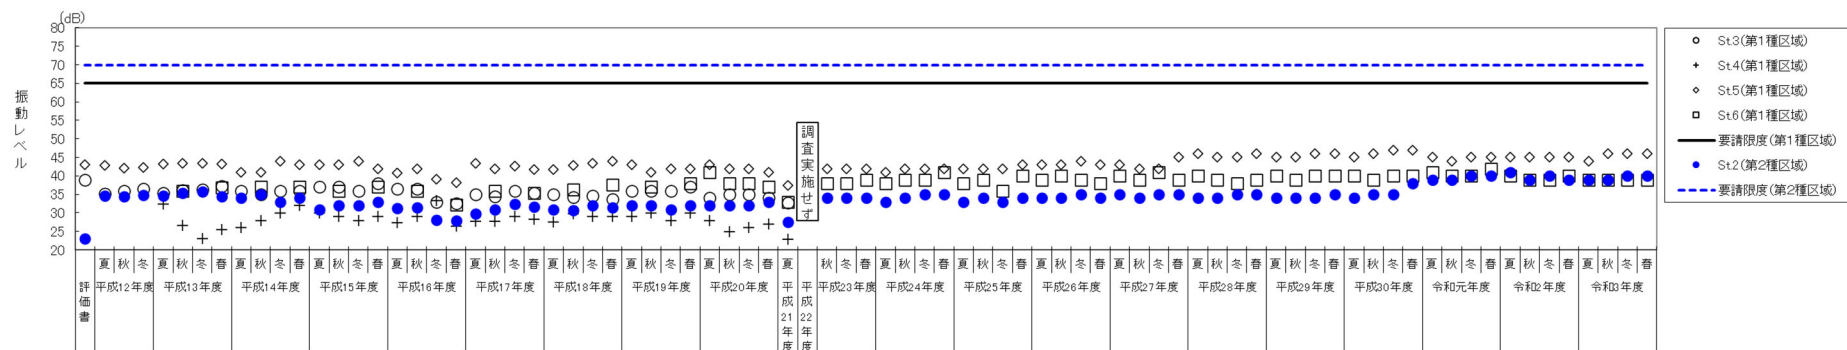 (dB)
80
75
70
65
60
55
50
45
40
35
30
25
20
振動レベル
調査実施せず
St.3(第1種区域)
St.4(第1種区域)
St.5(第1種区域)
St.6(第1種区域)
要請限度(第1種区域)
St.2(第2種区域)
要請限度(第2種区域)
夏 秋 冬 夏 秋 冬 春 夏 秋 冬 春 夏 秋 冬 春 夏 秋 冬 春 夏 秋 冬 春 夏 秋 冬 春 夏 秋 冬 春 夏 秋 冬 春 夏 秋 冬 春 夏 秋 冬 春 夏 秋 冬 春 夏 秋 冬 春 夏 秋 冬 春 夏 秋 冬 春 夏 秋 冬 春 夏 秋 冬 春 夏 秋 冬 春 夏 秋 冬 春 夏 秋 冬 春
評価書 平成12年度 平成13年度 平成14年度 平成15年度 平成16年度 平成17年度 平成18年度 平成19年度 平成20年度 平成21年度 平成22年度 平成23年度 平成24年度 平成25年度 平成26年度 平成27年度 平成28年度 平成29年度 平成30年度 令和元年度 令和2年度 令和3年度